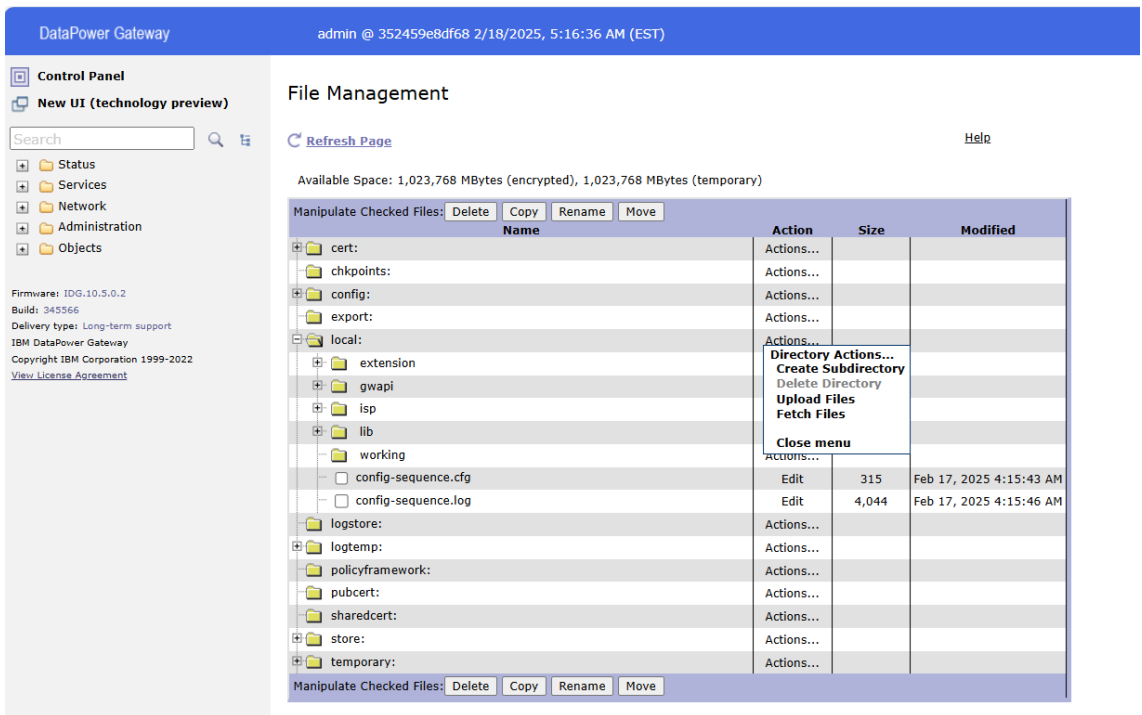 DataPower Gateway
admin @ 352459e8df68 2/18/2025, 5:16:36 AM (EST)
Control Panel
New UI (technology preview)
Search
Status
Services
Network
Administration
Objects
Firmware: IDG.10.5.0.2
Build: 345566
Delivery type: Long-term support
IBM DataPower Gateway
Copyright IBM Corporation 1999-2022
View License Agreement
File Management
Refresh Page
Help
Available Space: 1,023,768 MBytes (encrypted), 1,023,768 MBytes (temporary)
Manipulate Checked Files: Delete Copy Rename Move
Name Action Size Modified
cert: Actions...
chkpoints: Actions...
config: Actions...
export: Actions...
local: Actions...
extension
gwapi
isp
lib
working Actions...
Directory Actions...
Create Subdirectory
Delete Directory
Upload Files
Fetch Files
Close menu
config-sequence.cfg Edit 315 Feb 17, 2025 4:15:43 AM
config-sequence.log Edit 4,044 Feb 17, 2025 4:15:46 AM
logstore: Actions...
logtemp: Actions...
policyframework: Actions...
pubcert: Actions...
sharedcert: Actions...
store: Actions...
temporary: Actions...
Manipulate Checked Files: Delete Copy Rename Move